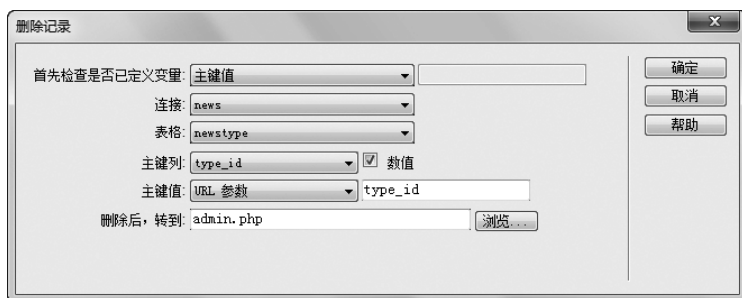 删除记录
首先检查是否已定义变量: 主键值
确定
连接: news
取消
表格: newstype
帮助
主键列: type_id 数值
主键值: URL 参数 type_id
删除后，转到: admin.php 浏览...